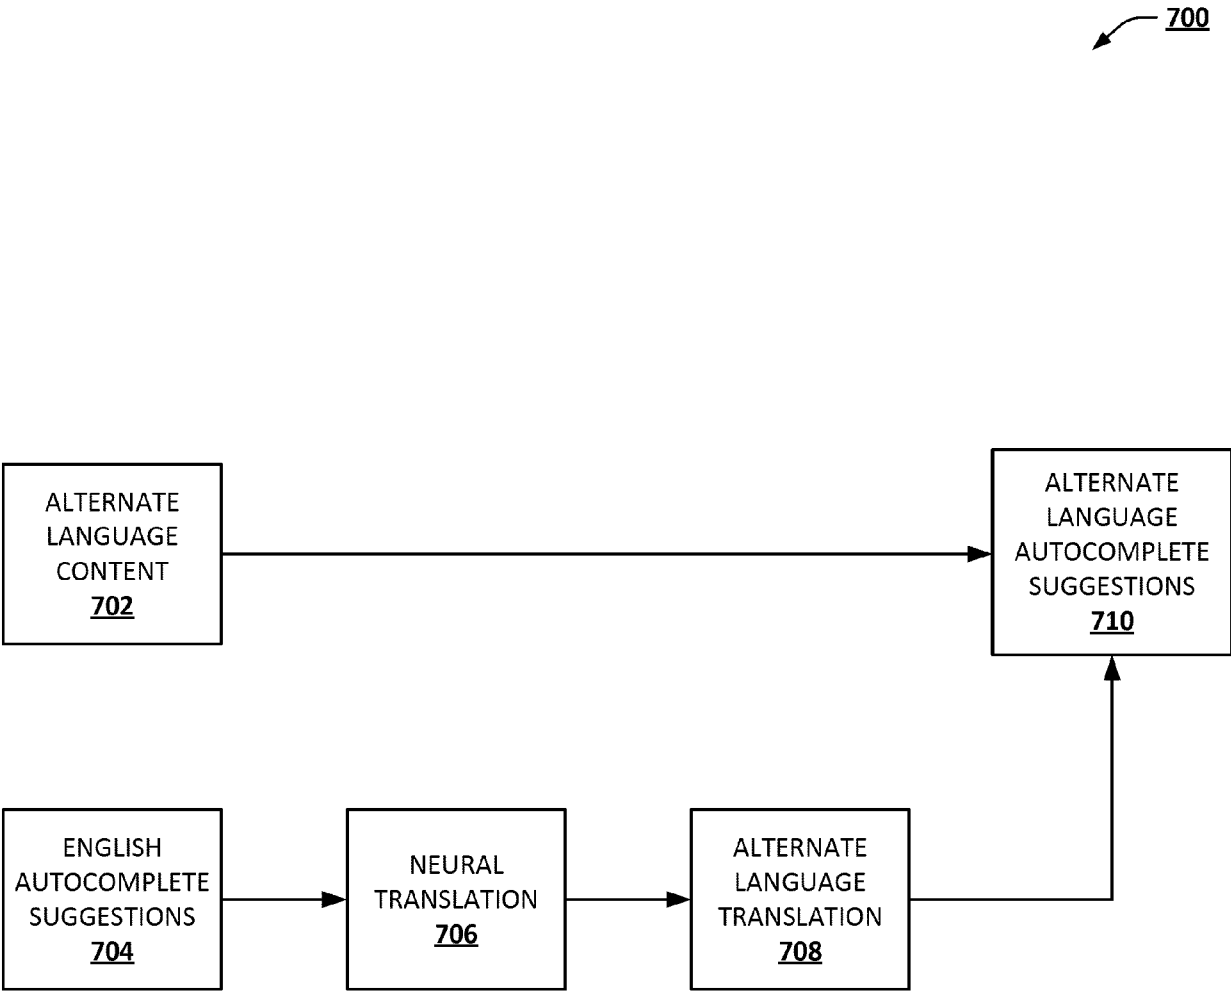 700
ALTERNATE
LANGUAGE
CONTENT
702
ALTERNATE
LANGUAGE
AUTOCOMPLETE
SUGGESTIONS
710
ENGLISH
AUTOCOMPLETE
SUGGESTIONS
704
NEURAL
TRANSLATION
706
ALTERNATE
LANGUAGE
TRANSLATION
708